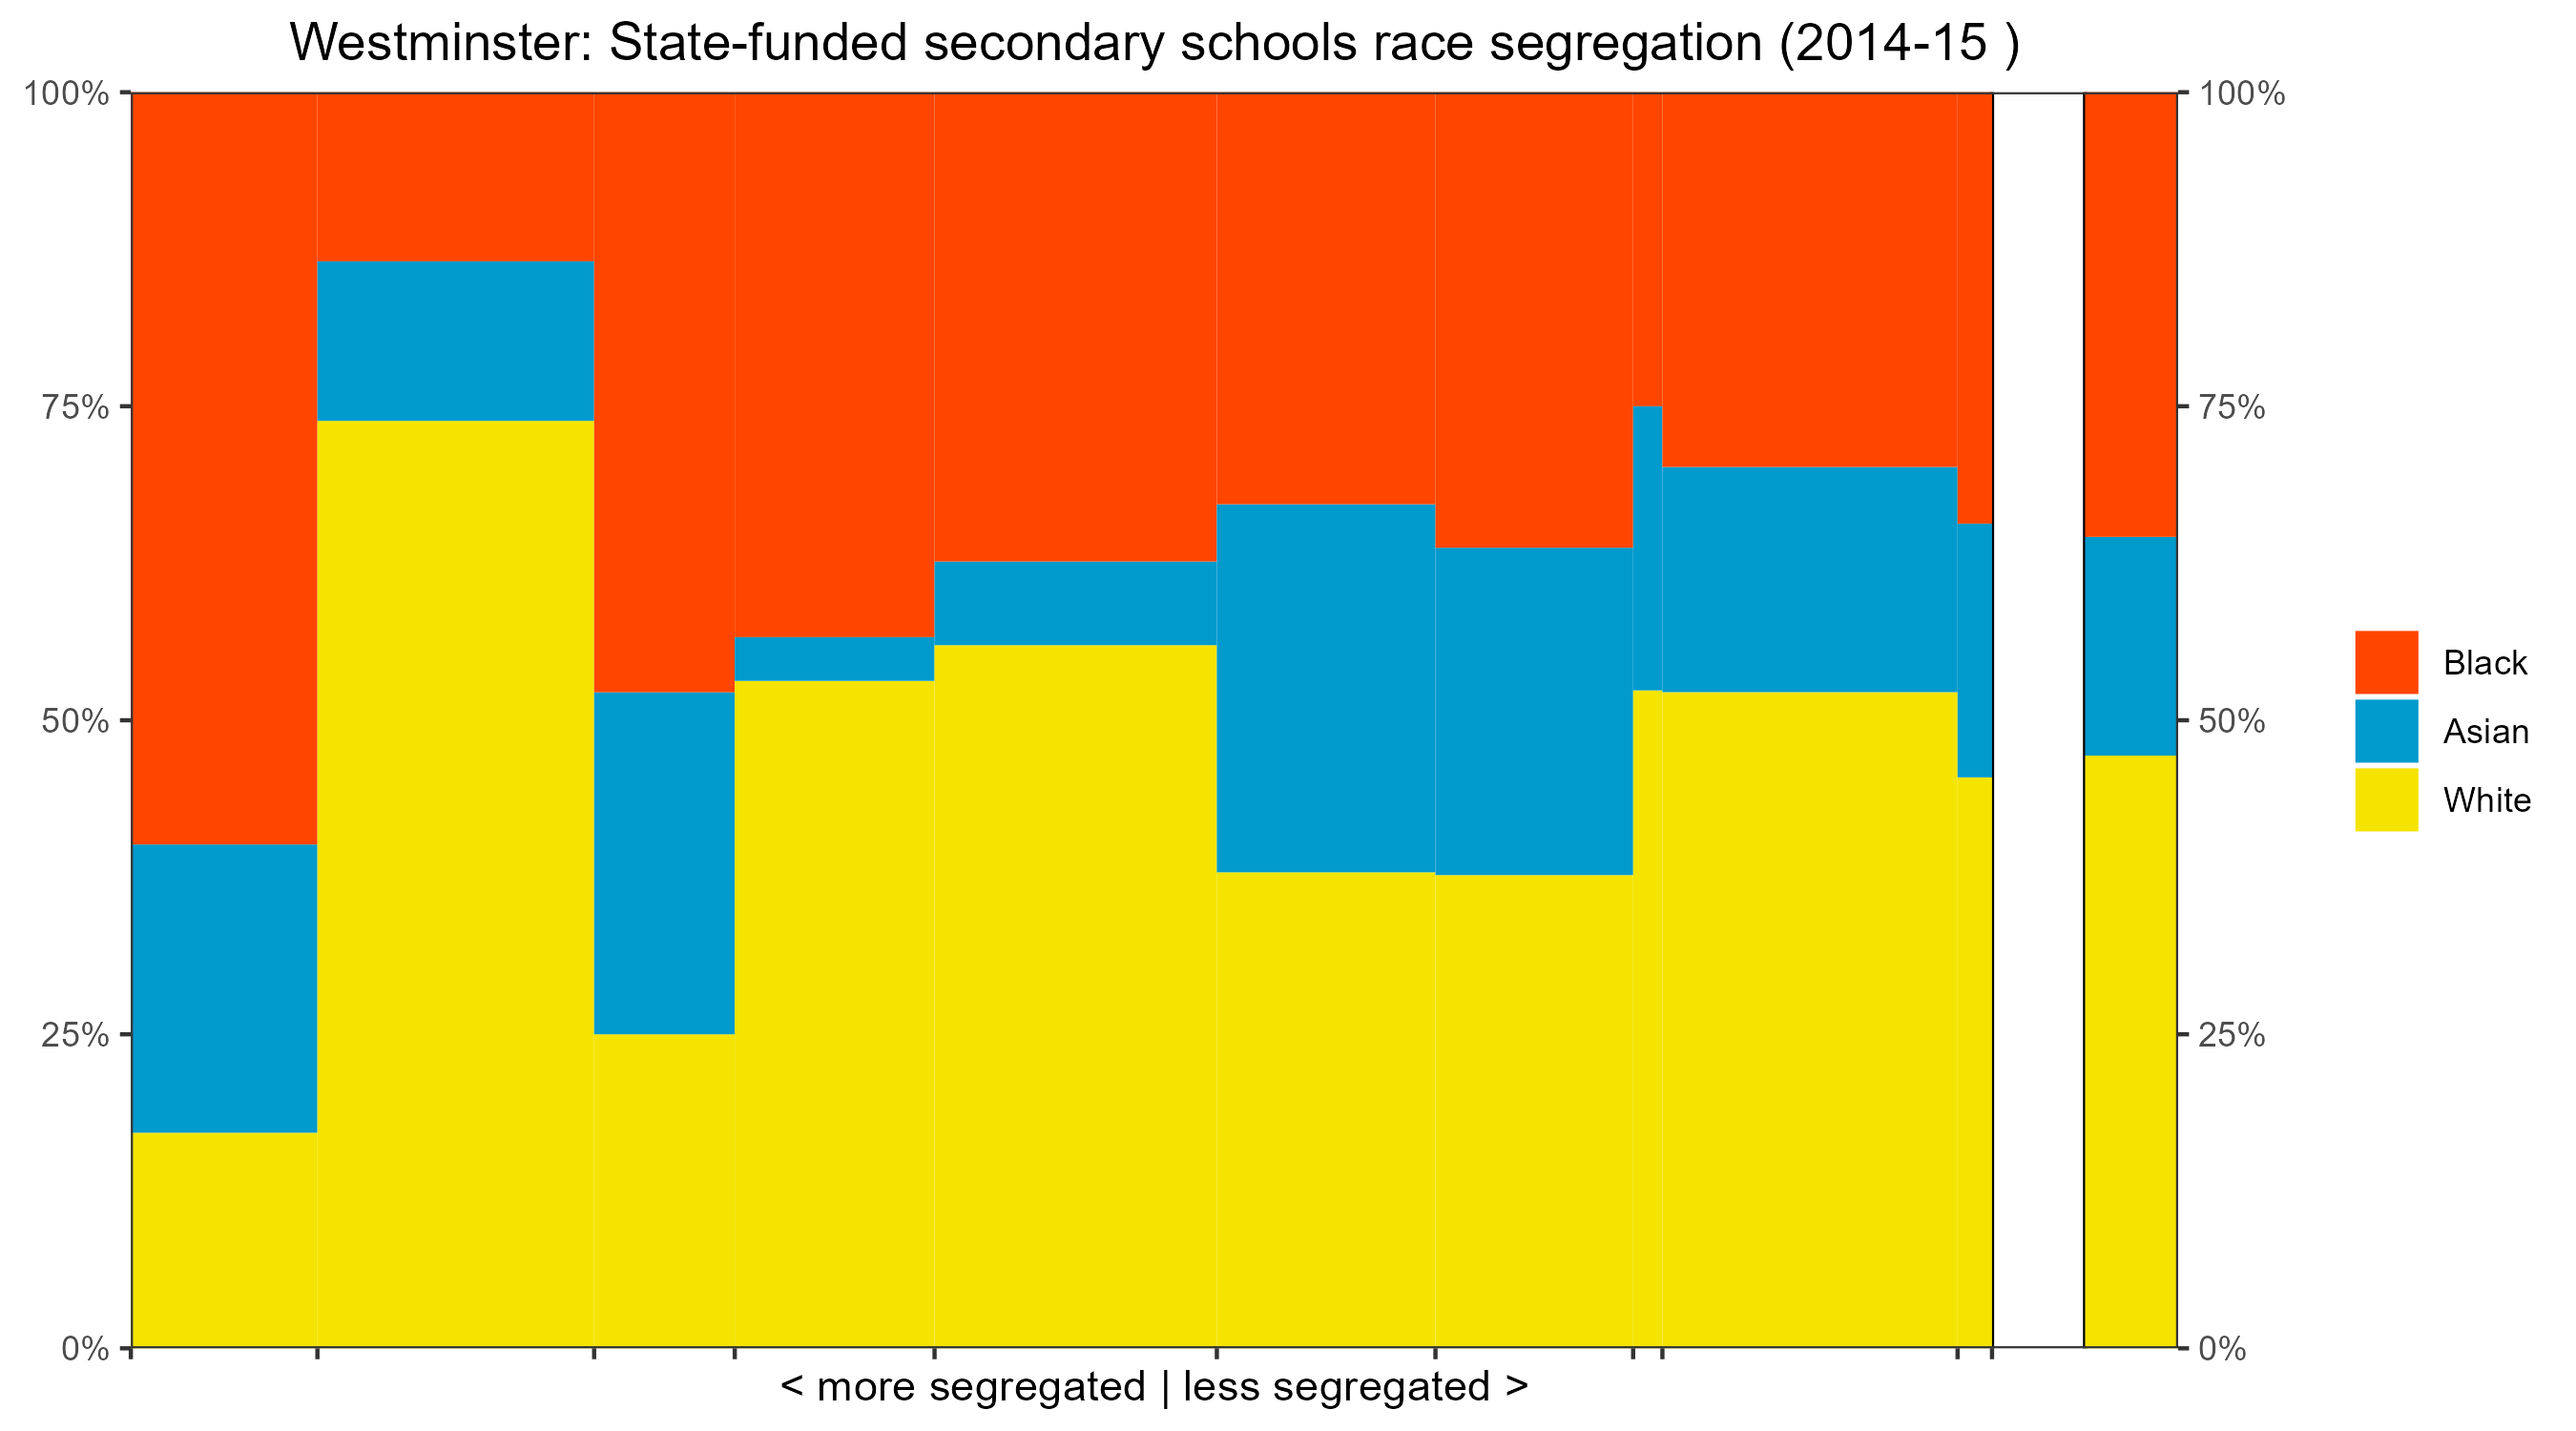 Westminster: State-funded secondary schools race segregation (2014-15 )
100%
75%
50%
25%
0%
100%
75%
50%
25%
0%
Black
Asian
White
< more segregated | less segregated >